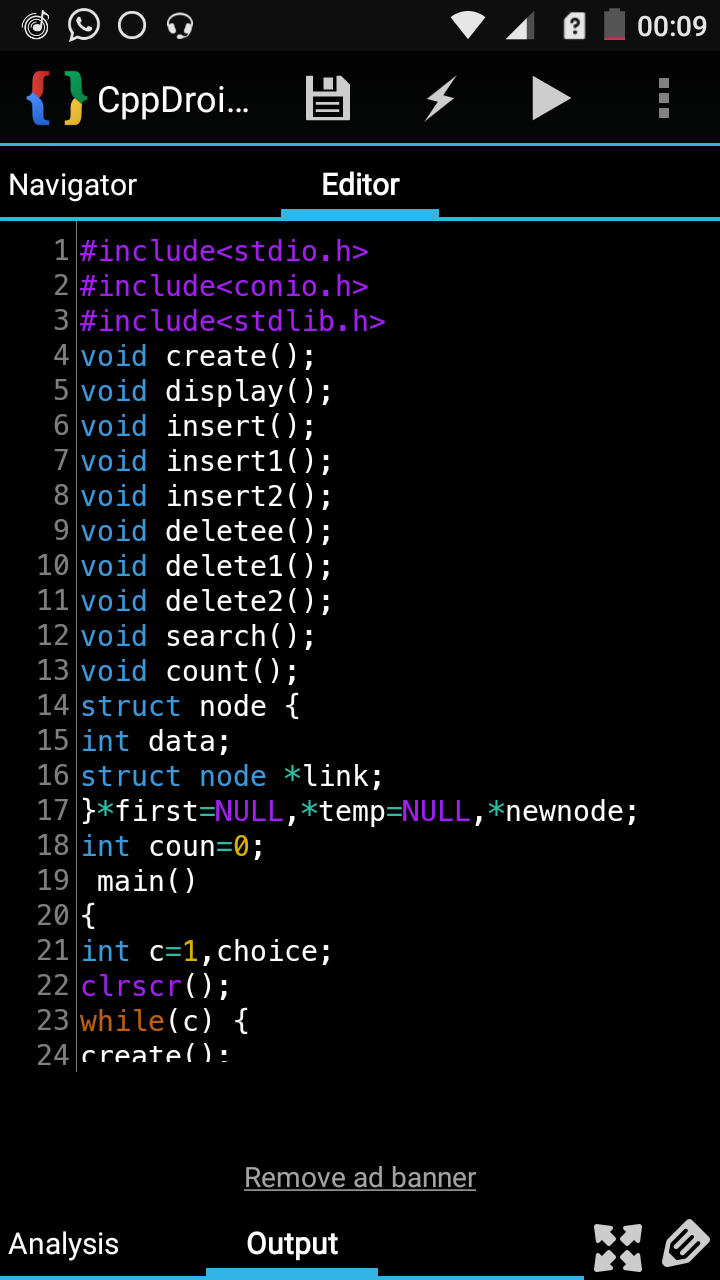 00:09
CppDroi...
Navigator
Editor
1 #include<stdio.h>
2 #include<conio.h>
3 #include<stdlib.h>
4 void create();
5 void display();
6 void insert();
7 void insert1();
8 void insert2();
9 void deletee();
10 void delete1();
11 void delete2();
12 void search();
13 void count();
14 struct node {
15 int data;
16 struct node *link;
17 }*first=NULL,*temp=NULL,*newnode;
18 int coun=0;
19  main()
20 {
21 int c=1,choice;
22 clrscr();
23 while(c) {
24 create();
Remove ad banner
Analysis
Output